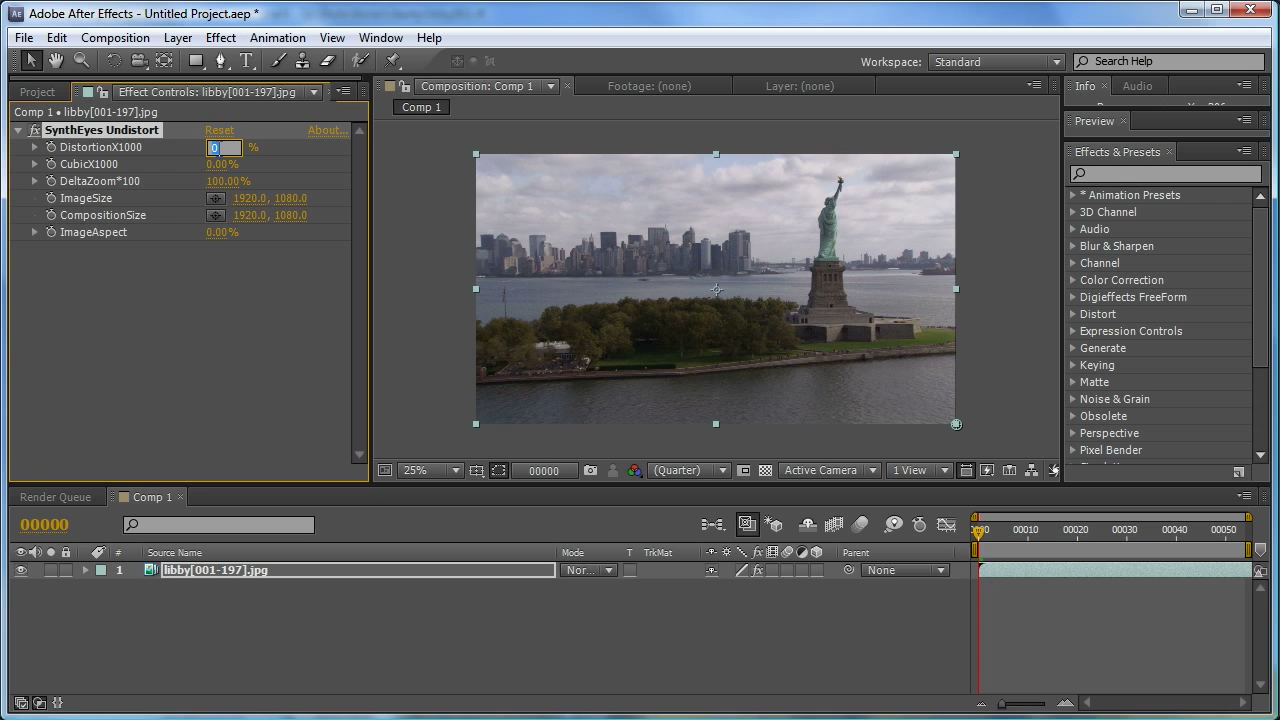 Adobe After Effects - Untitled Project.aep *
File Edit Composition Layer Effect Animation View Window Help
Workspace: Standard Search Help
Project Effect Controls: libby[001-197].jpg
Comp 1 • libby[001-197].jpg
fx SynthEyes Undistort Reset About...
DistortionX1000 0 %
CubicX1000 0.00%
DeltaZoom*100 100.00%
ImageSize 1920.0, 1080.0
CompositionSize 1920.0, 1080.0
ImageAspect 0.00%
Composition: Comp 1 Footage: (none) Layer: (none)
Comp 1
25% 00000 (Quarter) Active Camera 1 View
Info Audio
Preview
Effects & Presets
* Animation Presets
3D Channel
Audio
Blur & Sharpen
Channel
Color Correction
Digieffects FreeForm
Distort
Expression Controls
Generate
Keying
Matte
Noise & Grain
Obsolete
Perspective
Pixel Bender
Render Queue Comp 1
00000
00010 00020 00030 00040 00050
# Source Name Mode T TrkMat fx Parent
1 libby[001-197].jpg Nor... fx None